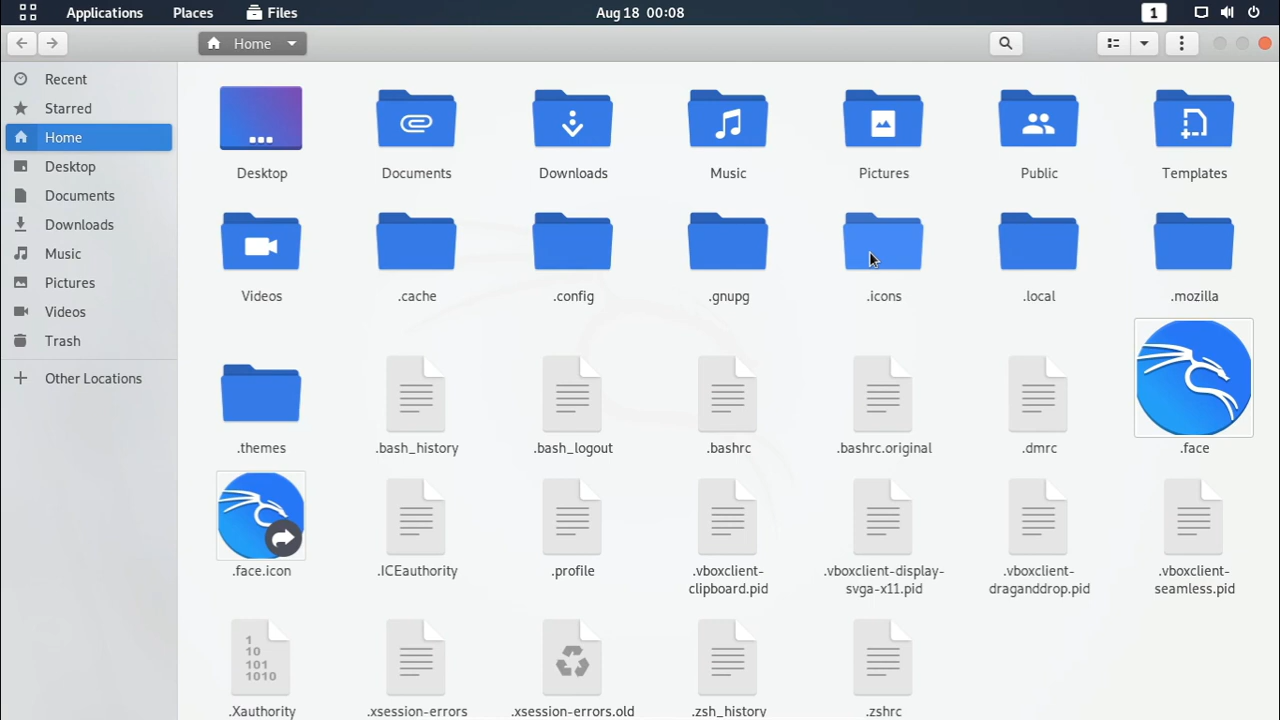 Applications Places Files Aug 18 00:08 1
Home
Recent
Starred
Home
Desktop
Documents
Downloads
Music
Pictures
Videos
Trash
Other Locations
Desktop Documents Downloads Music Pictures Public Templates
Videos .cache .config .gnupg .icons .local .mozilla
.themes .bash_history .bash_logout .bashrc .bashrc.original .dmrc .face
.face.icon .ICEauthority .profile .vboxclient- .vboxclient-display- .vboxclient- .vboxclient-
clipboard.pid svga-x11.pid draganddrop.pid seamless.pid
1
10
101
1010
.Xauthority .xsession-errors .xsession-errors.old .zsh_history .zshrc